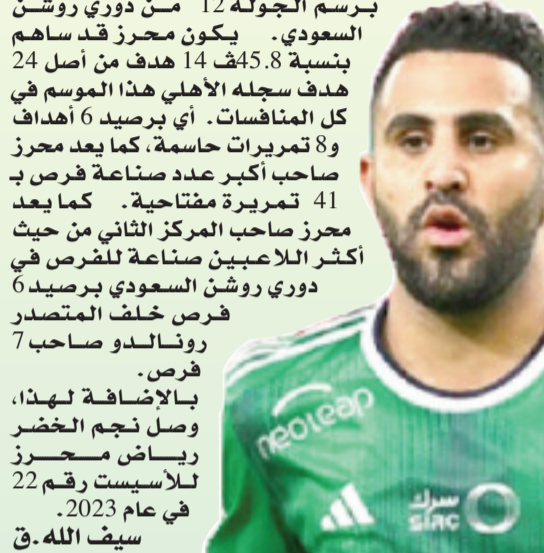 برسم الجولة 12 من دوري روشن
السعودي. يكون محرز قد ساهم
بنسبة 45.8ف 14 هدف من أصل 24
هدف سجله الأهلي هذا الموسم في
كل المنافسات. أي برصيد 6 أهداف
و8 تمريرات حاسمة، كما يعد محرز
صاحب أكبر عدد صناعة فرص بـ
41 تمريرة مفتاحية. كما يعد
محرز صاحب المركز الثاني من حيث
أكثر اللاعبين صناعة للفرص في
دوري روشن السعودي برصيد 6
فرص خلف المتصدر
رونالدو صاحب 7
فرص.
بالإضافة لهذا،
وصل نجم الخضر
رياض محرز
للأسيست رقم 22
في عام 2023.
سيف الله.ق
neoleap
سرك
sirc